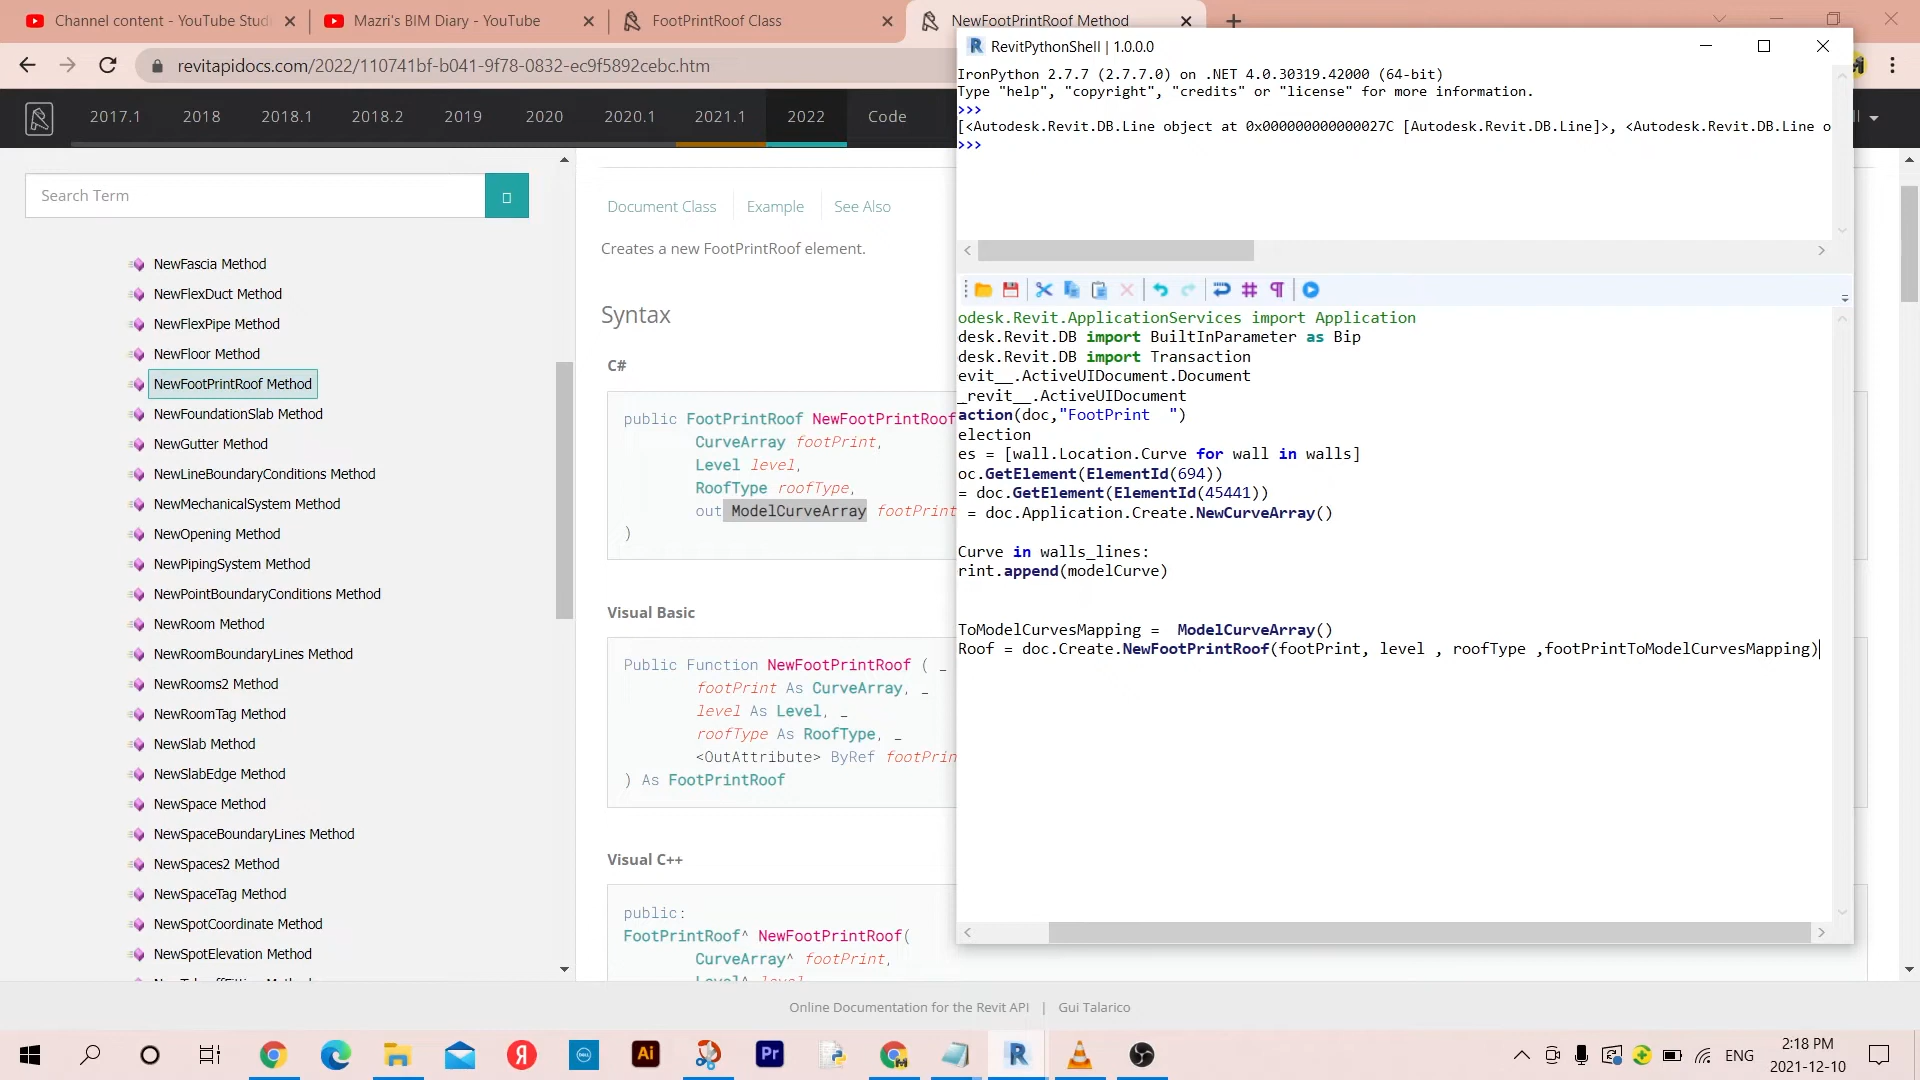 Channel content - YouTube Studi
Mazri's BIM Diary - YouTube
FootPrintRoof Class
NewFootPrintRoof Method
revitapidocs.com/2022/110741bf-b041-9f78-0832-ec9f5892cebc.htm
2017.1
2018
2018.1
2018.2
2019
2020
2020.1
2021.1
2022
Code
Search Term
NewFascia Method
NewFlexDuct Method
NewFlexPipe Method
NewFloor Method
NewFootPrintRoof Method
NewFoundationSlab Method
NewGutter Method
NewLineBoundaryConditions Method
NewMechanicalSystem Method
NewOpening Method
NewPipingSystem Method
NewPointBoundaryConditions Method
NewRoom Method
NewRoomBoundaryLines Method
NewRooms2 Method
NewRoomTag Method
NewSlab Method
NewSlabEdge Method
NewSpace Method
NewSpaceBoundaryLines Method
NewSpaces2 Method
NewSpaceTag Method
NewSpotCoordinate Method
NewSpotElevation Method
Document Class
Example
See Also
Creates a new FootPrintRoof element.
Syntax
C#
public FootPrintRoof NewFootPrintRoof
CurveArray footPrint,
Level level,
RoofType roofType,
out ModelCurveArray footPrint
)
Visual Basic
Public Function NewFootPrintRoof ( _
footPrint As CurveArray, _
level As Level, _
roofType As RoofType, _
<OutAttribute> ByRef footPrin
) As FootPrintRoof
Visual C++
public:
FootPrintRoof^ NewFootPrintRoof(
CurveArray^ footPrint,
RevitPythonShell | 1.0.0.0
IronPython 2.7.7 (2.7.7.0) on .NET 4.0.30319.42000 (64-bit)
Type "help", "copyright", "credits" or "license" for more information.
>>>
[<Autodesk.Revit.DB.Line object at 0x000000000000027C [Autodesk.Revit.DB.Line]>, <Autodesk.Revit.DB.Line o
>>>
odesk.Revit.ApplicationServices import Application
desk.Revit.DB import BuiltInParameter as Bip
desk.Revit.DB import Transaction
evit__.ActiveUIDocument.Document
_revit__.ActiveUIDocument
action(doc,"FootPrint  ")
election
es = [wall.Location.Curve for wall in walls]
oc.GetElement(ElementId(694))
= doc.GetElement(ElementId(45441))
= doc.Application.Create.NewCurveArray()
Curve in walls_lines:
rint.append(modelCurve)
ToModelCurvesMapping =  ModelCurveArray()
Roof = doc.Create.NewFootPrintRoof(footPrint, level , roofType ,footPrintToModelCurvesMapping)
Online Documentation for the Revit API | Gui Talarico
ENG
2:18 PM
2021-12-10